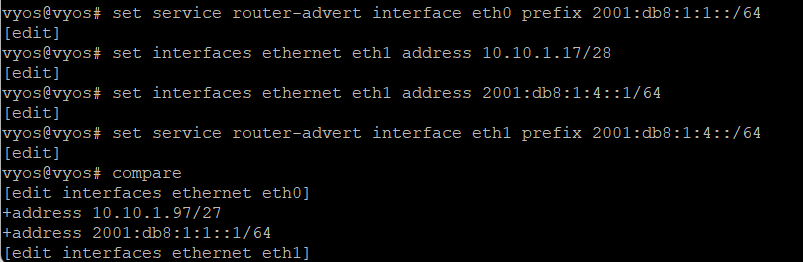 vyos@vyos# set service router-advert interface eth0 prefix 2001:db8:1:1::/64
[edit]
vyos@vyos# set interfaces ethernet eth1 address 10.10.1.17/28
[edit]
vyos@vyos# set interfaces ethernet eth1 address 2001:db8:1:4::1/64
[edit]
vyos@vyos# set service router-advert interface eth1 prefix 2001:db8:1:4::/64
[edit]
vyos@vyos# compare
[edit interfaces ethernet eth0]
+address 10.10.1.97/27
+address 2001:db8:1:1::1/64
[edit interfaces ethernet eth1]